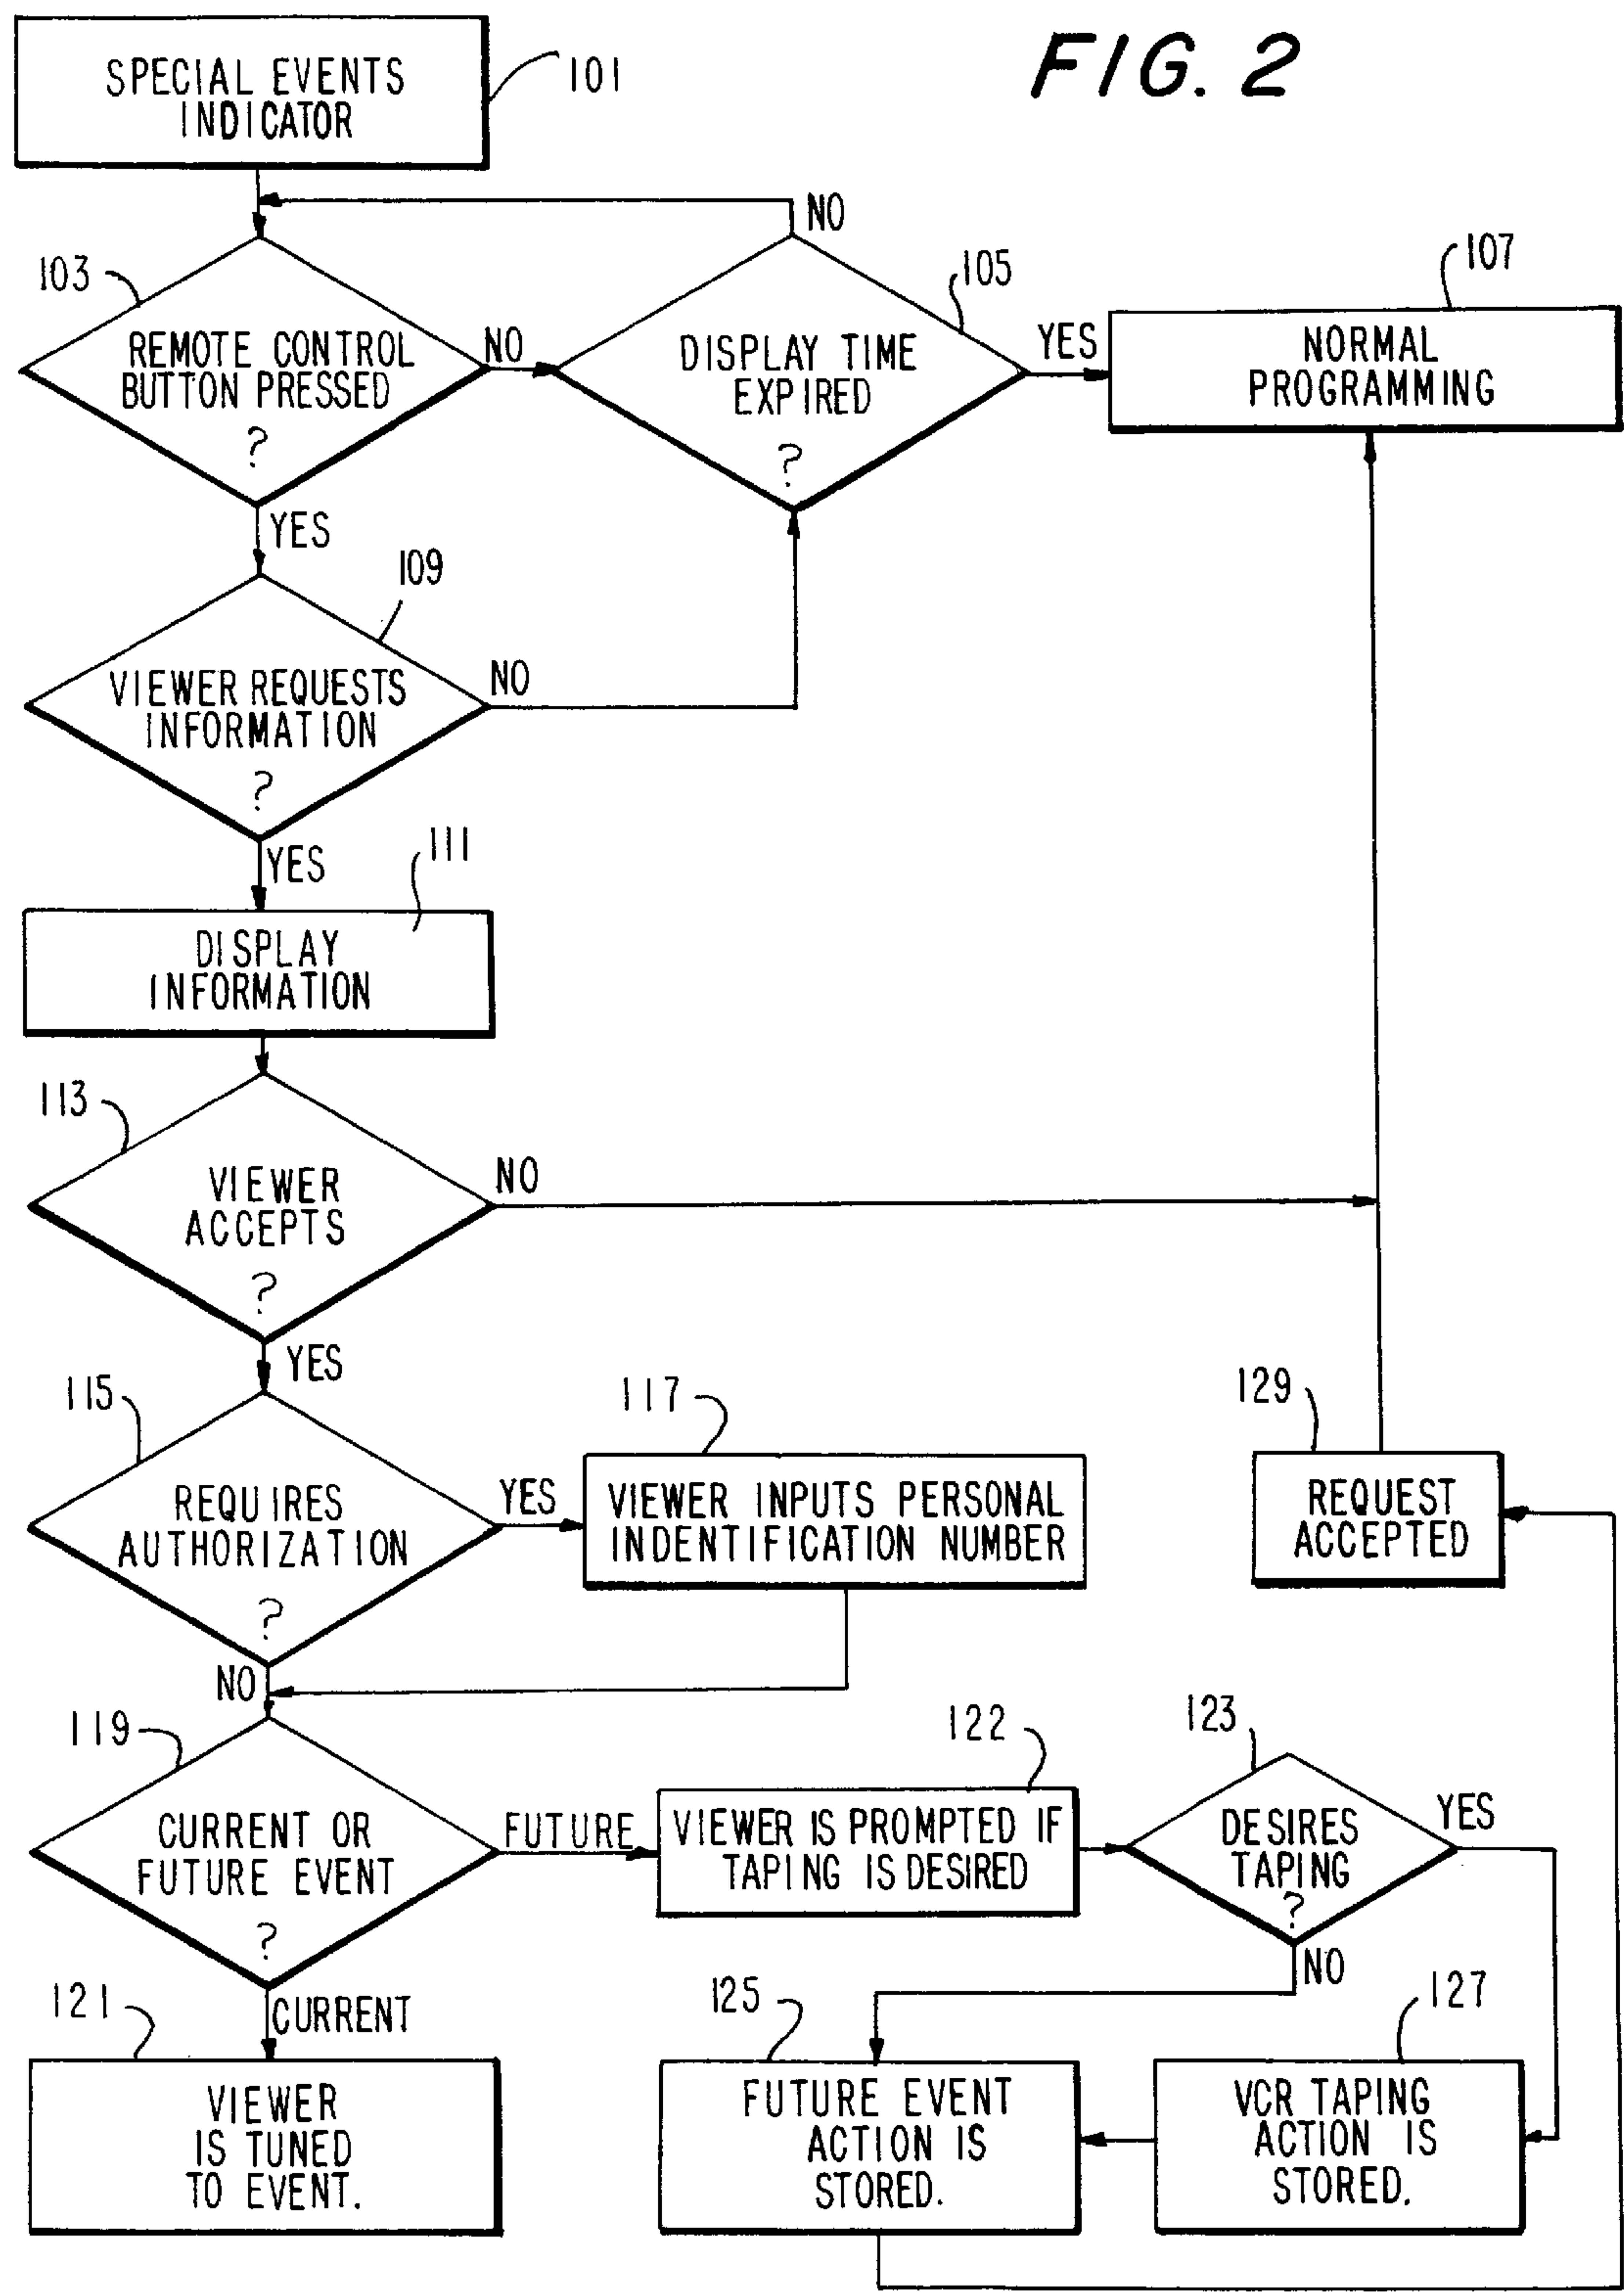 FIG. 2
SPECIAL EVENTS
INDICATOR
101
NO
103
REMOTE CONTROL
BUTTON PRESSED
?
NO
105
DISPLAY TIME
EXPIRED
?
YES
107
NORMAL
PROGRAMMING
YES
109
VIEWER REQUESTS
INFORMATION
?
NO
YES
111
DISPLAY
INFORMATION
113
VIEWER
ACCEPTS
?
NO
YES
115
REQUIRES
AUTHORIZATION
?
YES
117
VIEWER INPUTS PERSONAL
INDENTIFICATION NUMBER
129
REQUEST
ACCEPTED
NO
119
CURRENT OR
FUTURE EVENT
?
FUTURE
122
VIEWER IS PROMPTED IF
TAPING IS DESIRED
123
DESIRES
TAPING
?
YES
NO
CURRENT
121
VIEWER
IS TUNED
TO EVENT.
125
FUTURE EVENT
ACTION IS
STORED.
127
VCR TAPING
ACTION IS
STORED.